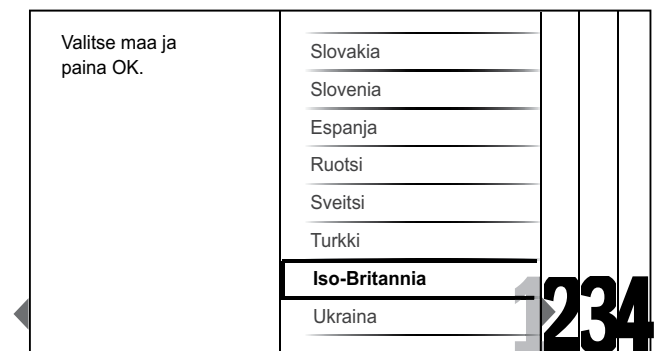 Valitse maa ja
paina OK.
Slovakia
Slovenia
Espanja
Ruotsi
Sveitsi
Turkki
Iso-Britannia
Ukraina
1234